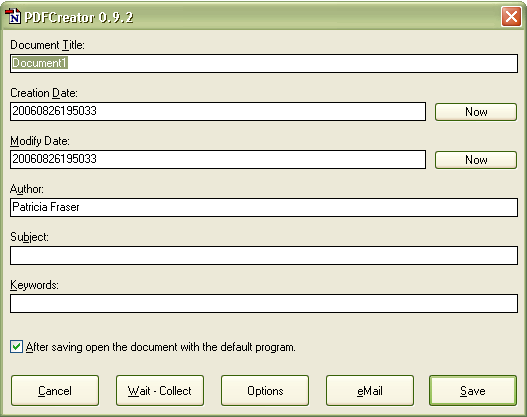 PDFCreator 0.9.2
Document Title:
Document1
Creation Date:
20060826195033 Now
Modify Date:
20060826195033 Now
Author:
Patricia Fraser
Subject:
Keywords:
After saving open the document with the default program.
Cancel Wait - Collect Options eMail Save